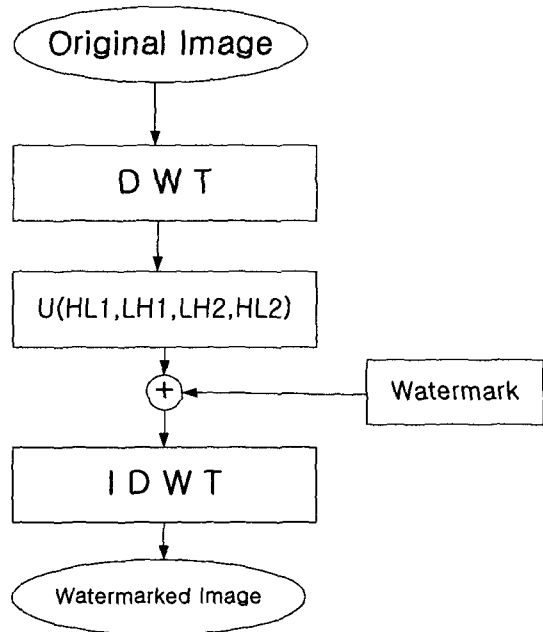 Original Image
D W T
U(HL1,LH1,LH2,HL2)
+
Watermark
I D W T
Watermarked Image